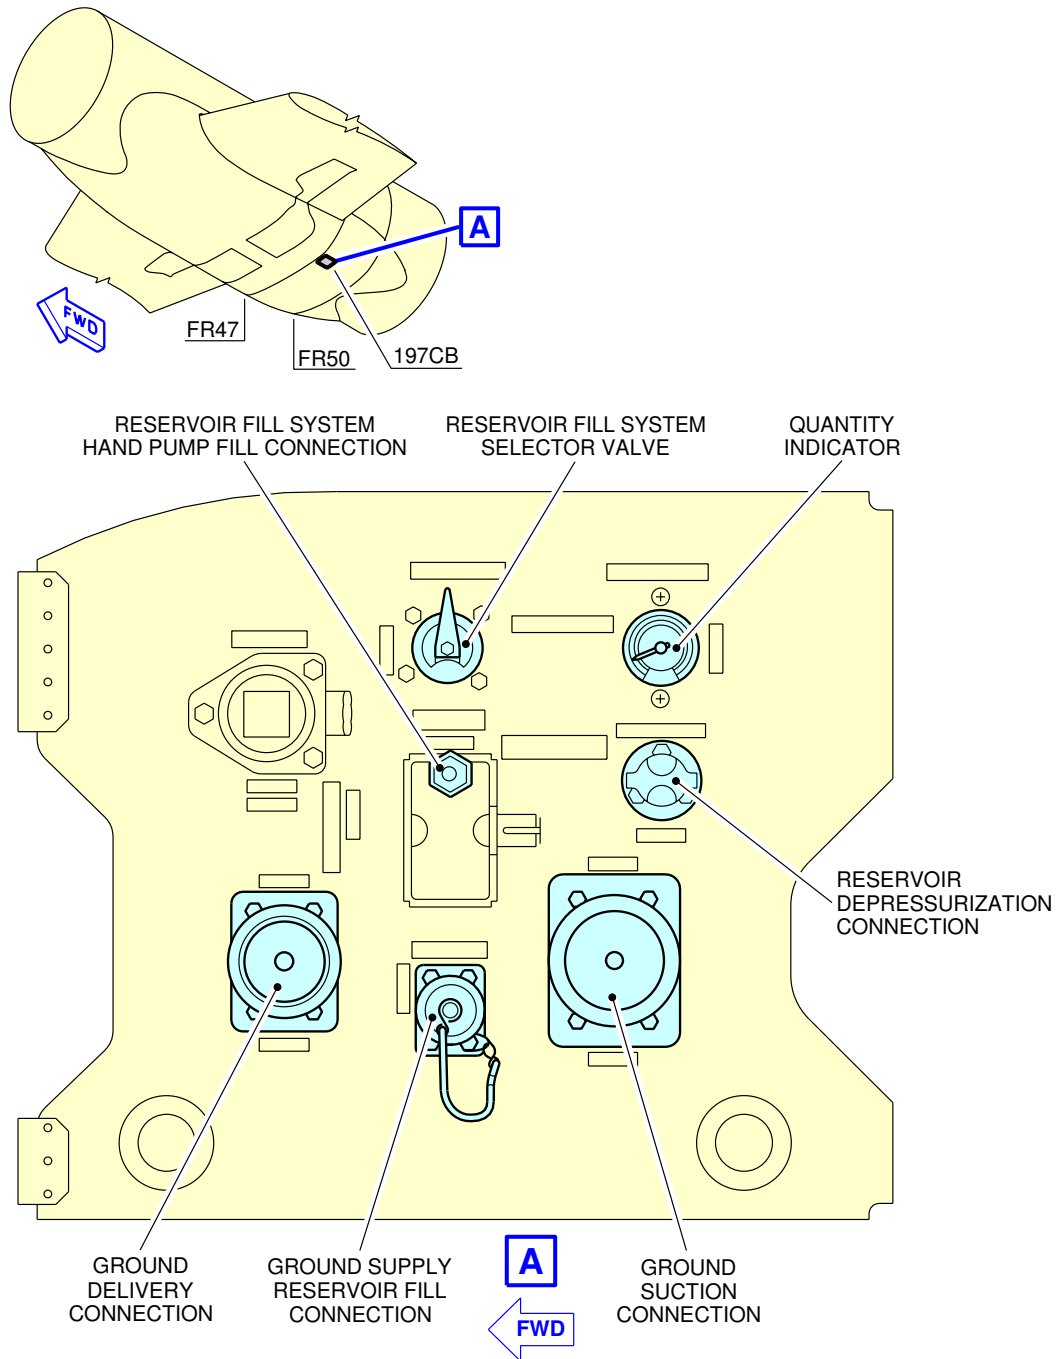 A
FWD
FR47
FR50
197CB
RESERVOIR FILL SYSTEM
HAND PUMP FILL CONNECTION
RESERVOIR FILL SYSTEM
SELECTOR VALVE
QUANTITY
INDICATOR
RESERVOIR
DEPRESSURIZATION
CONNECTION
GROUND
DELIVERY
CONNECTION
GROUND SUPPLY
RESERVOIR FILL
CONNECTION
A
FWD
GROUND
SUCTION
CONNECTION